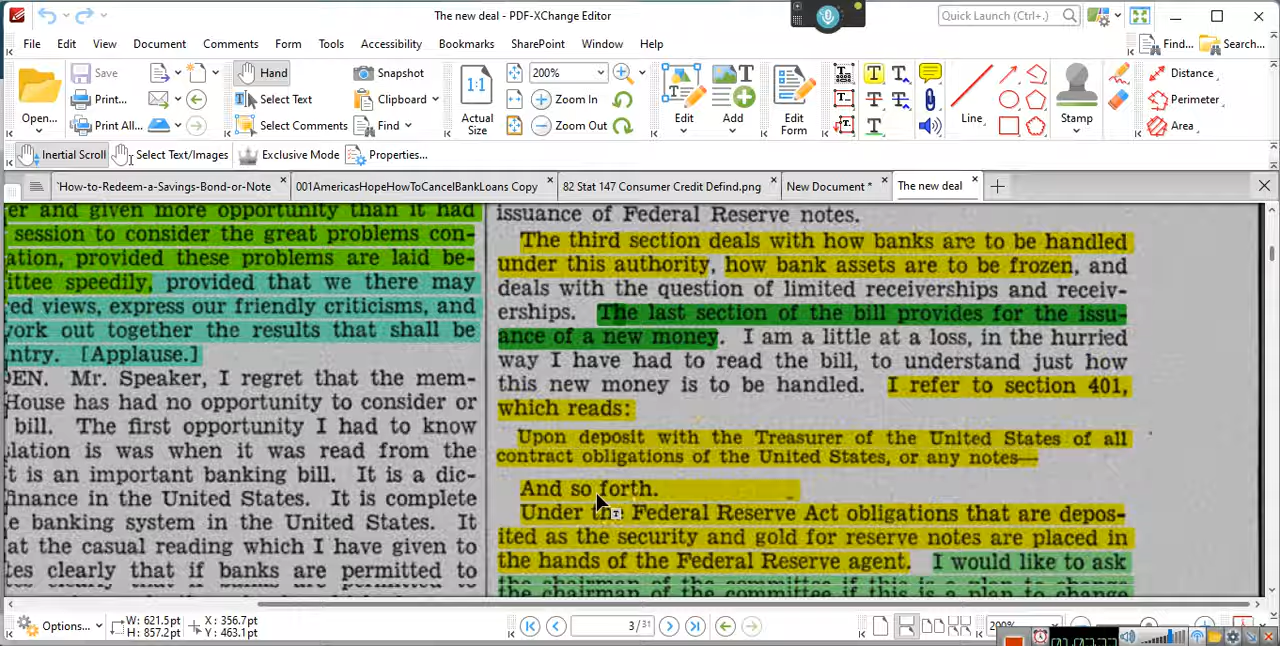 The new deal - PDF-XChange Editor
Quick Launch (Ctrl+.)
File Edit View Document Comments Form Tools Accessibility Bookmarks SharePoint Window Help
Find... Search...
Open...
Save
Print...
Print All...
Hand
Select Text
Select Comments
Snapshot
Clipboard
Find
1:1
Actual
Size
200%
Zoom In
Zoom Out
Edit
Add
Edit
Form
Line
Stamp
Distance
Perimeter
Area
Inertial Scroll Select Text/Images Exclusive Mode Properties...
`How-to-Redeem-a-Savings-Bond-or-Note 001AmericasHopeHowToCancelBankLoans Copy 82 Stat 147 Consumer Credit Defind.png New Document * The new deal
er and given more opportunity than it had
session to consider the great problems con-
ation, provided these problems are laid be-
ittee speedily, provided that we there may
ed views, express our friendly criticisms, and
ork out together the results that shall be
ntry. [Applause.]
EN. Mr. Speaker, I regret that the mem-
House has had no opportunity to consider or
bill. The first opportunity I had to know
lation is was when it was read from the
t is an important banking bill. It is a dic-
finance in the United States. It is complete
e banking system in the United States. It
at the casual reading which I have given to
tes clearly that if banks are permitted to
issuance of Federal Reserve notes.
The third section deals with how banks are to be handled
under this authority, how bank assets are to be frozen, and
deals with the question of limited receiverships and receiv-
erships. The last section of the bill provides for the issu-
ance of a new money. I am a little at a loss, in the hurried
way I have had to read the bill, to understand just how
this new money is to be handled. I refer to section 401,
which reads:
Upon deposit with the Treasurer of the United States of all
contract obligations of the United States, or any notes—
And so forth.
Under the Federal Reserve Act obligations that are depos-
ited as the security and gold for reserve notes are placed in
the hands of the Federal Reserve agent. I would like to ask
the chairman of the committee if this is a plan to change
Options... W: 621.5pt
H: 857.2pt X: 356.7pt
Y: 463.1pt 3/31 200%